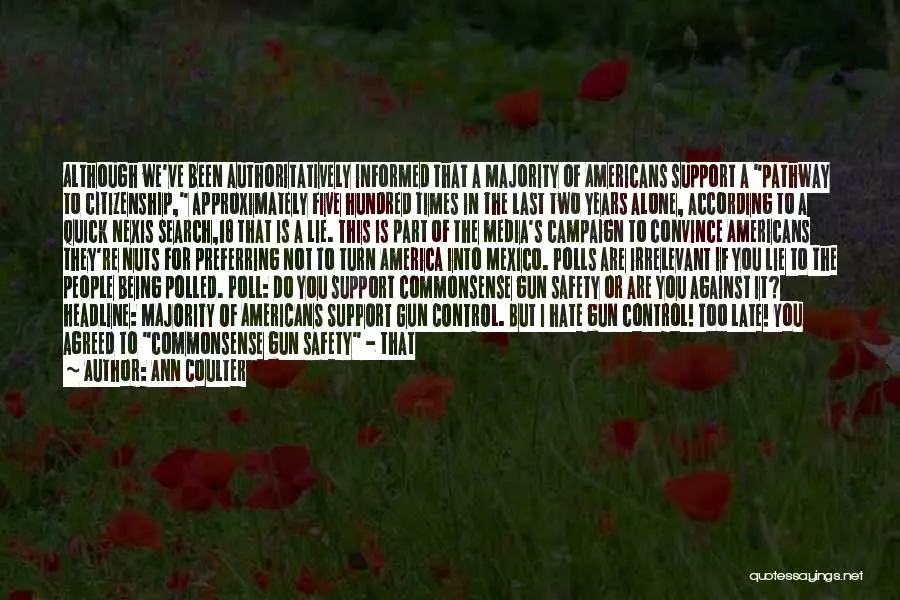 ALTHOUGH WE'VE BEEN AUTHORITATIVELY INFORMED THAT A MAJORITY OF AMERICANS SUPPORT A "PATHWAY
TO CITIZENSHIP," APPROXIMATELY FIVE HUNDRED TIMES IN THE LAST TWO YEARS ALONE, ACCORDING TO A
QUICK NEXIS SEARCH,18 THAT IS A LIE. THIS IS PART OF THE MEDIA'S CAMPAIGN TO CONVINCE AMERICANS
THEY'RE NUTS FOR PREFERRING NOT TO TURN AMERICA INTO MEXICO. POLLS ARE IRRELEVANT IF YOU LIE TO THE
PEOPLE BEING POLLED. POLL: DO YOU SUPPORT COMMONSENSE GUN SAFETY OR ARE YOU AGAINST IT?
HEADLINE: MAJORITY OF AMERICANS SUPPORT GUN CONTROL. BUT I HATE GUN CONTROL! TOO LATE! YOU
AGREED TO "COMMONSENSE GUN SAFETY" - THAT
~ AUTHOR: ANN COULTER
quotessayings.net